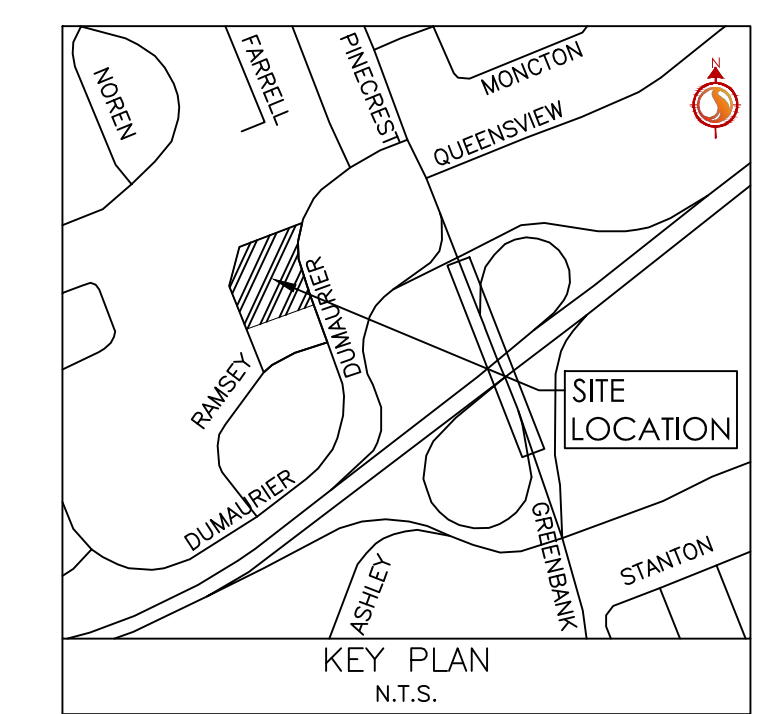 NOREN
FARRELL
PINECREST
MONCTON
N
QUEENSVIEW
DUMAURIER
RAMSEY
SITE
LOCATION
DUMAURIER
ASHLEY
GREENBANK
STANTON
KEY PLAN
N.T.S.